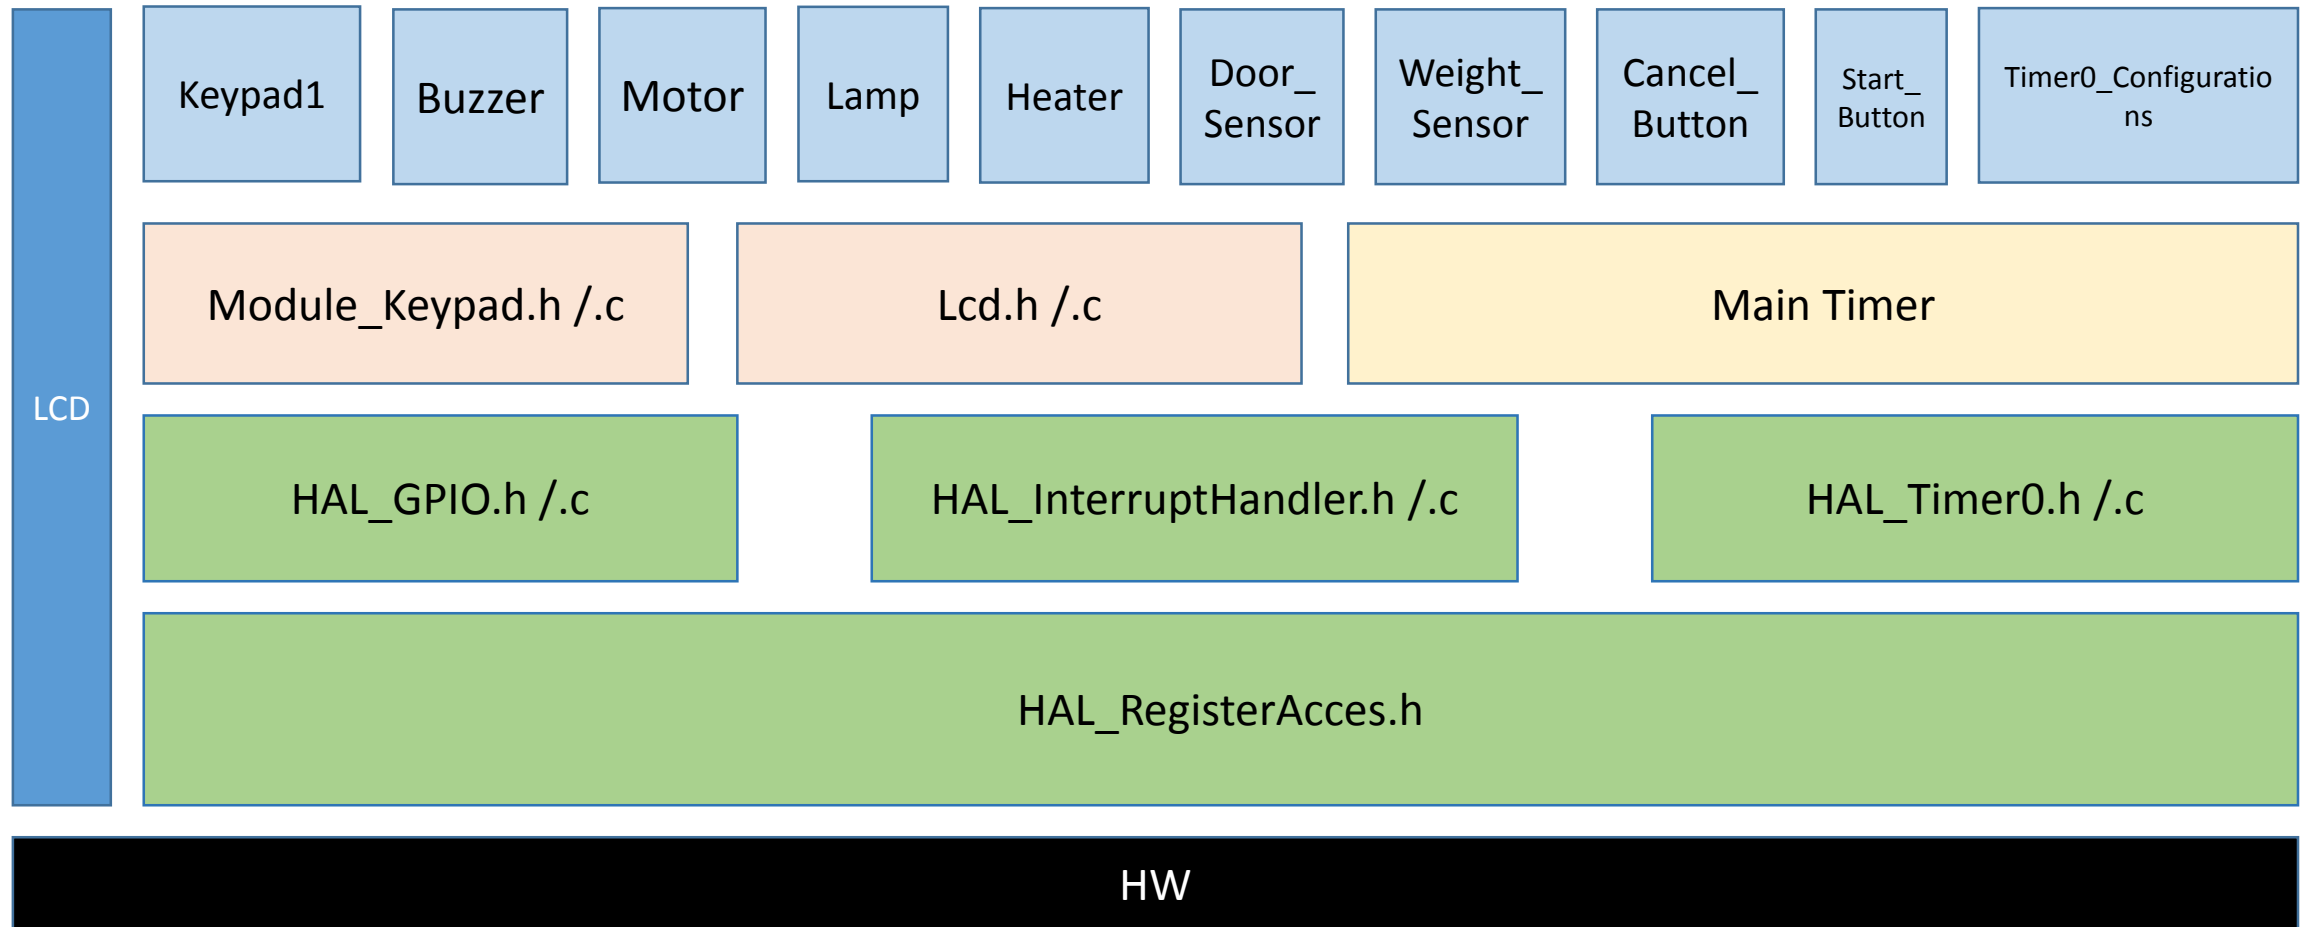 LCD
Keypad1
Buzzer
Motor
Lamp
Heater
Door_
Sensor
Weight_
Sensor
Cancel_
Button
Start_
Button
Timer0_Configuratio
ns
Module_Keypad.h /.c
Lcd.h /.c
Main Timer
HAL_GPIO.h /.c
HAL_InterruptHandler.h /.c
HAL_Timer0.h /.c
HAL_RegisterAcces.h
HW